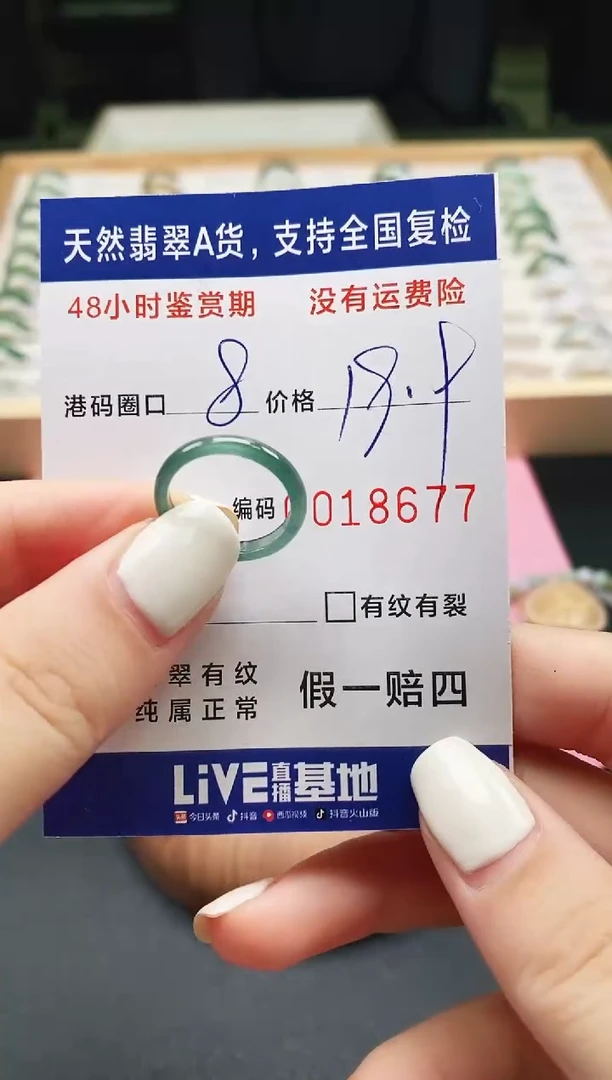 天然翡翠A货，支持全国复检
48小时鉴赏期 没有运费险
港码圈口 8 价格
编码 0018677
□有纹有裂
翠有纹
纯属正常
假一赔四
LiVE直播基地
今日头条 抖音 西瓜视频 抖音火山版